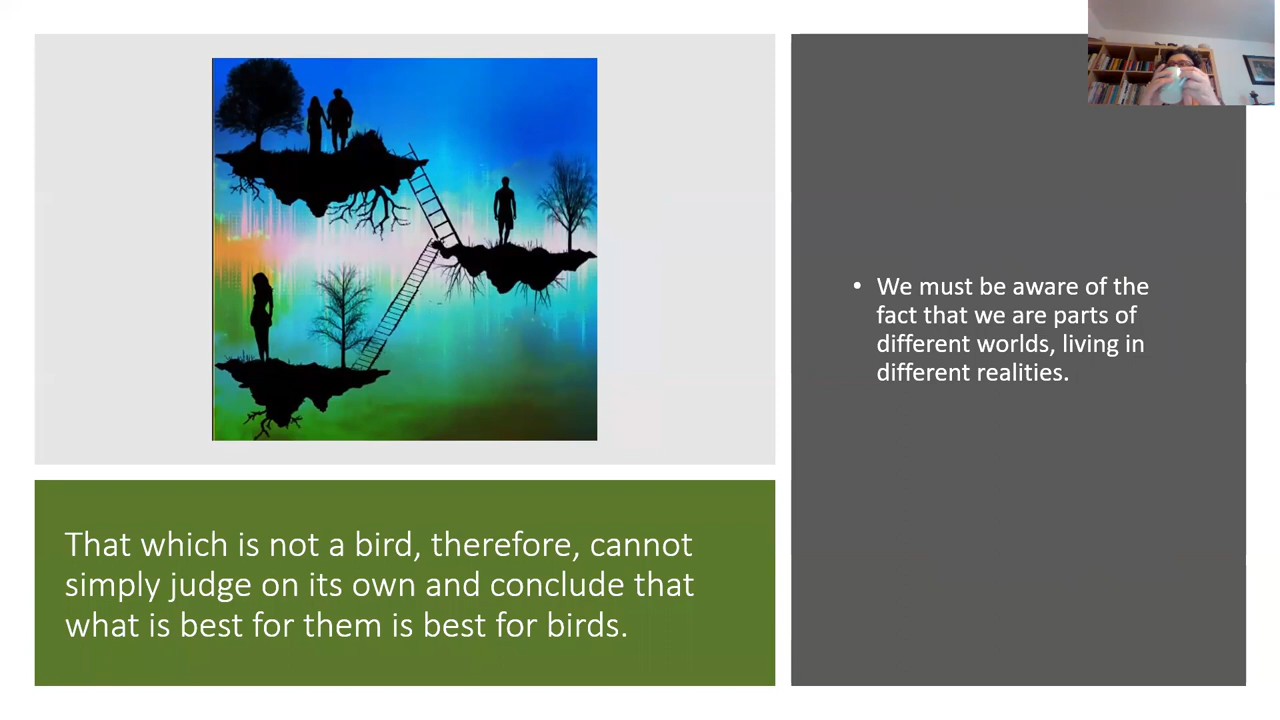 That which is not a bird, therefore, cannot
simply judge on its own and conclude that
what is best for them is best for birds.
• We must be aware of the
fact that we are parts of
different worlds, living in
different realities.